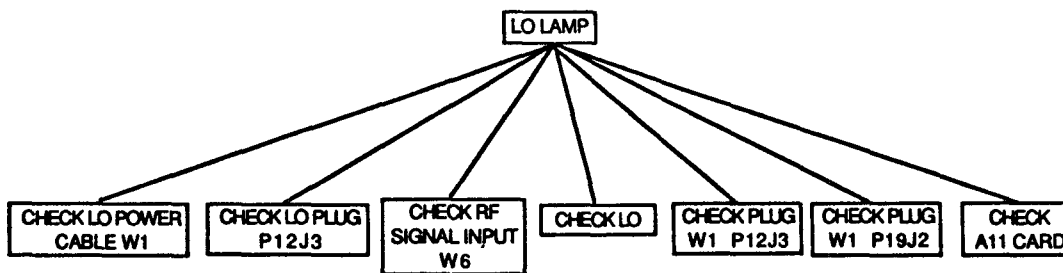 LO LAMP
CHECK LO POWER
CABLE W1
CHECK LO PLUG
P12J3
CHECK RF
SIGNAL INPUT
W6
CHECK LO
CHECK PLUG
W1 P12J3
CHECK PLUG
W1 P19J2
CHECK
A11 CARD